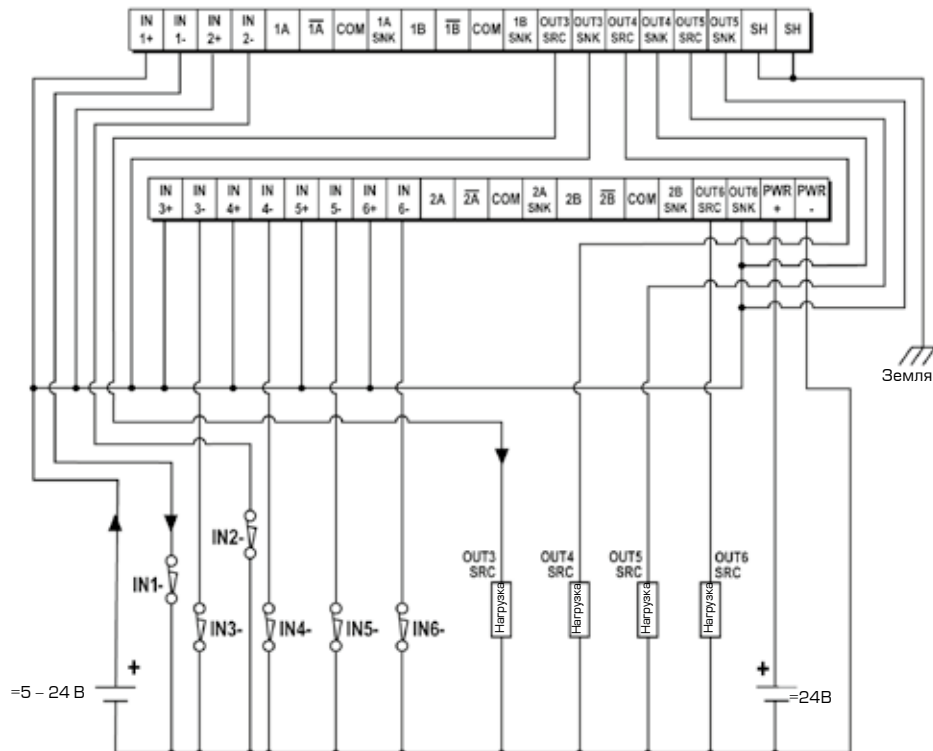 IN 1+ IN 1- IN 2+ IN 2- 1A 1A̅ COM 1A SNK 1B 1B̅ COM 1B SNK OUT3 SRC OUT3 SNK OUT4 SRC OUT4 SNK OUT5 SRC OUT5 SNK SH SH
IN 3+ IN 3- IN 4+ IN 4- IN 5+ IN 5- IN 6+ IN 6- 2A 2A̅ COM 2A SNK 2B 2B̅ COM 2B SNK OUT6 SRC OUT6 SNK PWR + PWR -
Земля
IN2-
IN1-
IN3-
IN4-
IN5-
IN6-
OUT3 SRC
OUT4 SRC
OUT5 SRC
OUT6 SRC
Нагрузка
Нагрузка
Нагрузка
Нагрузка
+
=5 – 24 В
+
=24В